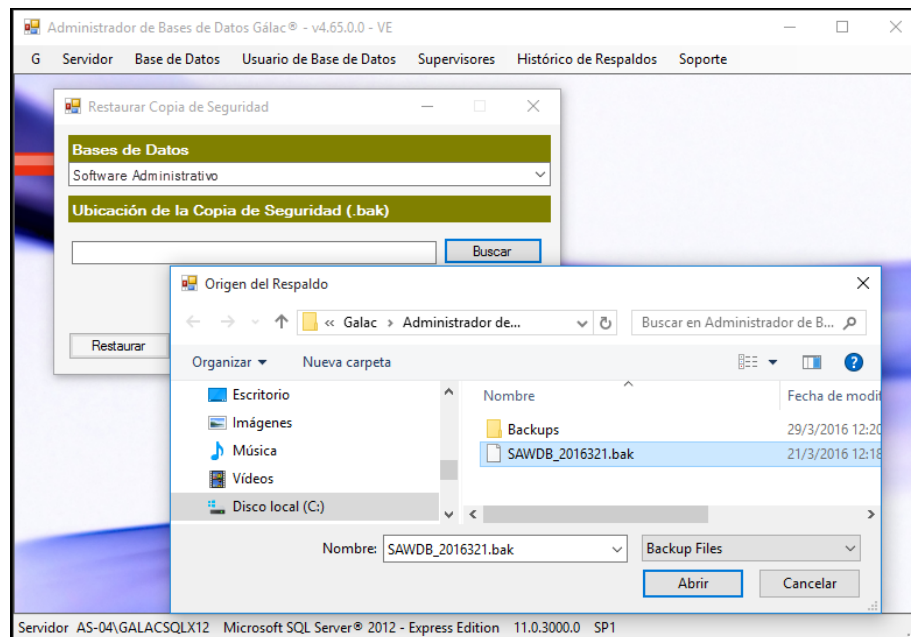 Administrador de Bases de Datos Gálac® - v4.65.0.0 - VE
G Servidor Base de Datos Usuario de Base de Datos Supervisores Histórico de Respaldos Soporte
Restaurar Copia de Seguridad
Bases de Datos
Software Administrativo
Ubicación de la Copia de Seguridad (.bak)
Buscar
Restaurar
Origen del Respaldo
« Galac › Administrador de...
Buscar en Administrador de B...
Organizar
Nueva carpeta
Escritorio
Imágenes
Música
Vídeos
Disco local (C:)
Nombre Fecha de modif
Backups 29/3/2016 12:20
SAWDB_2016321.bak 21/3/2016 12:18
Nombre: SAWDB_2016321.bak
Backup Files
Abrir
Cancelar
Servidor AS-04\GALACSQLX12 Microsoft SQL Server® 2012 - Express Edition 11.0.3000.0 SP1